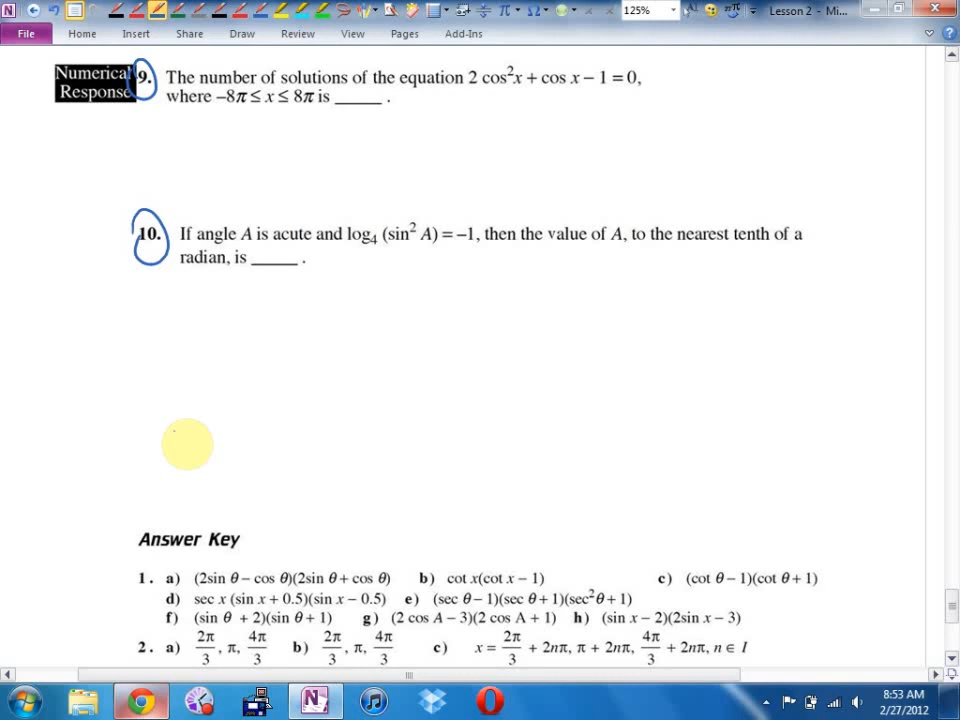 125% Lesson 2 - Mi...
File Home Insert Share Draw Review View Pages Add-Ins
Numerical Response
9. The number of solutions of the equation 2 cos²x + cos x − 1 = 0,
where −8π ≤ x ≤ 8π is _____ .
10. If angle A is acute and log₄ (sin² A) = −1, then the value of A, to the nearest tenth of a
radian, is _____ .
Answer Key
1. a) (2sin θ − cos θ)(2sin θ + cos θ) b) cot x(cot x − 1) c) (cot θ − 1)(cot θ + 1)
d) sec x (sin x + 0.5)(sin x − 0.5) e) (sec θ − 1)(sec θ + 1)(sec²θ + 1)
f) (sin θ + 2)(sin θ + 1) g) (2 cos A − 3)(2 cos A + 1) h) (sin x − 2)(2sin x − 3)
2. a) 2π/3, π, 4π/3 b) 2π/3, π, 4π/3 c) x = 2π/3 + 2nπ, π + 2nπ, 4π/3 + 2nπ, n ∈ I
8:53 AM
2/27/2012